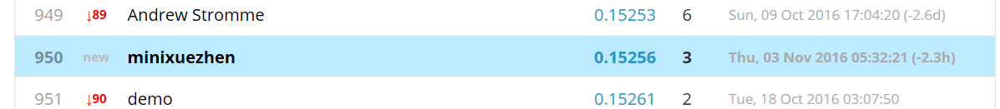 949 ↓89 Andrew Stromme 0.15253 6 Sun, 09 Oct 2016 17:04:20 (-2.6d)
950 new minixuezhen 0.15256 3 Thu, 03 Nov 2016 05:32:21 (-2.3h)
951 ↓90 demo 0.15261 2 Tue, 18 Oct 2016 03:07:50